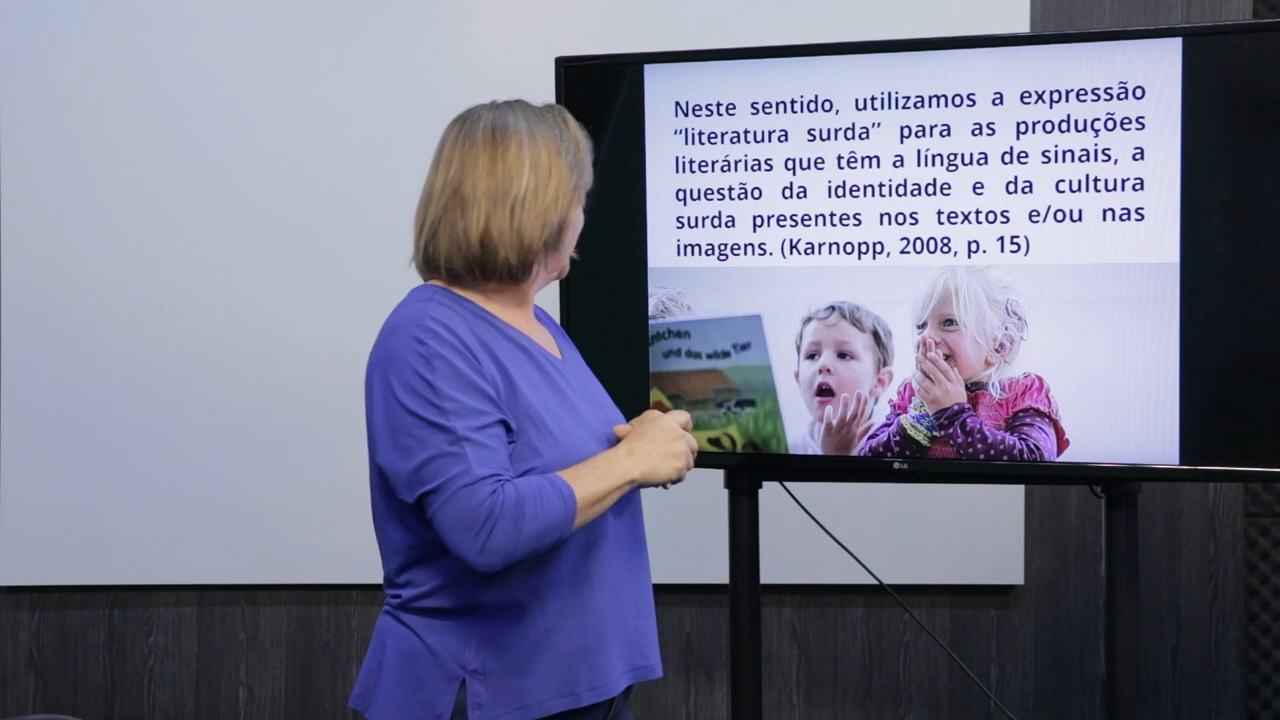 Neste sentido, utilizamos a expressão
“literatura surda” para as produções
literárias que têm a língua de sinais, a
questão da identidade e da cultura
surda presentes nos textos e/ou nas
imagens. (Karnopp, 2008, p. 15)
und das wilde Tier
LG